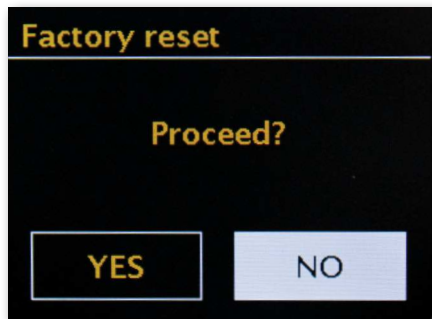 Factory reset
Proceed?
YES
NO